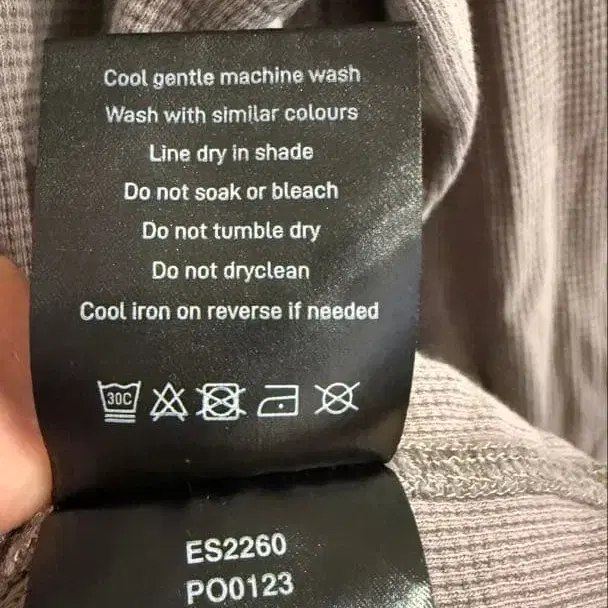 Cool gentle machine wash
Wash with similar colours
Line dry in shade
Do not soak or bleach
Do not tumble dry
Do not dryclean
Cool iron on reverse if needed
30C
ES2260
PO0123